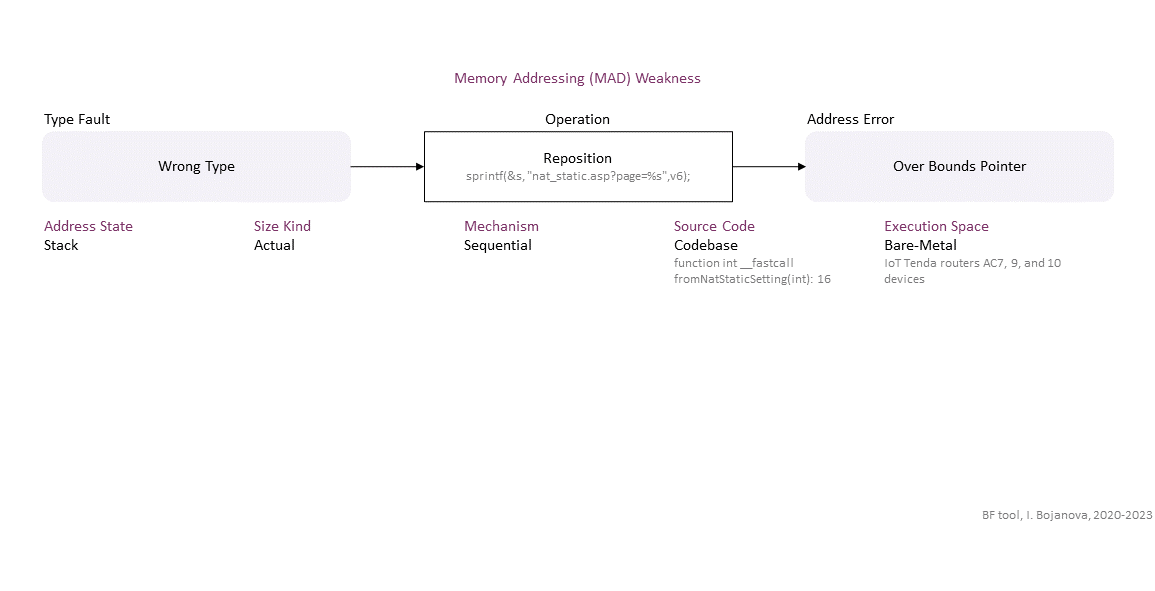 Memory Addressing (MAD) Weakness
Type Fault
Operation
Address Error
Wrong Type
Reposition
sprintf(&s,"nat_static.asp?page=%s",v6);
Over Bounds Pointer
Address State
Stack
Size Kind
Actual
Mechanism
Sequential
Source Code
Codebase
function int __fastcall
fromNatStaticSetting(int): 16
Execution Space
Bare-Metal
IoT Tenda routers AC7, 9, and 10
devices
BF tool, I. Bojanova, 2020-2023